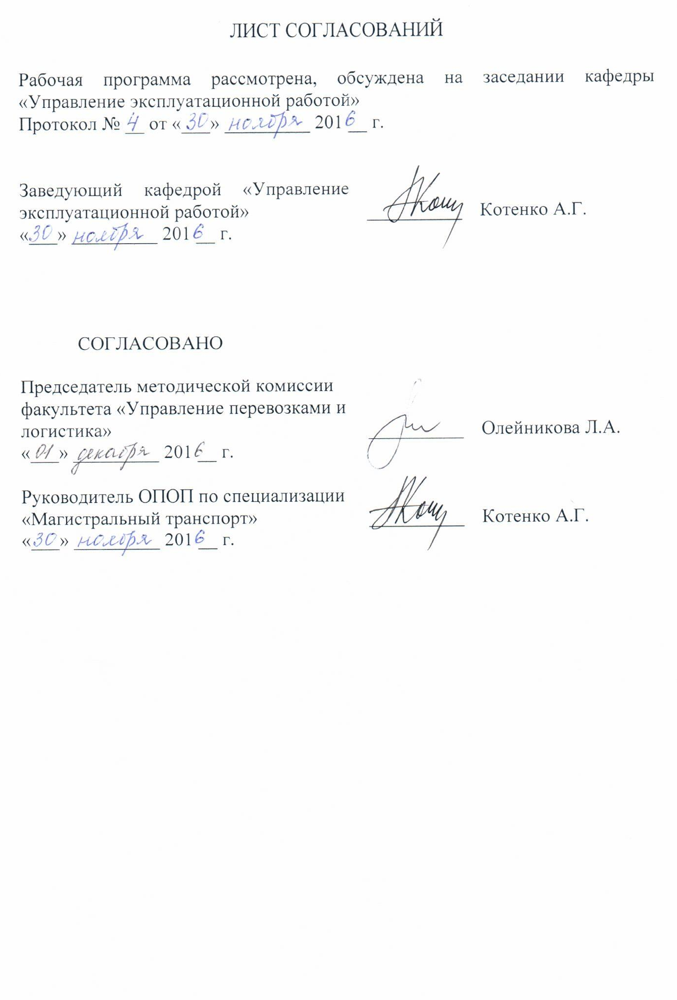 ЛИСТ СОГЛАСОВАНИЙ
Рабочая программа рассмотрена, обсуждена на заседании кафедры
«Управление эксплуатационной работой»
Протокол № 4 от «30» ноября 2016 г.
Заведующий кафедрой «Управление
эксплуатационной работой»
Котенко А.Г.
«30» ноября 2016 г.
СОГЛАСОВАНО
Председатель методической комиссии
факультета «Управление перевозками и
логистика»
Олейникова Л.А.
«01» декабря 2016 г.
Руководитель ОПОП по специализации
«Магистральный транспорт»
Котенко А.Г.
«30» ноября 2016 г.